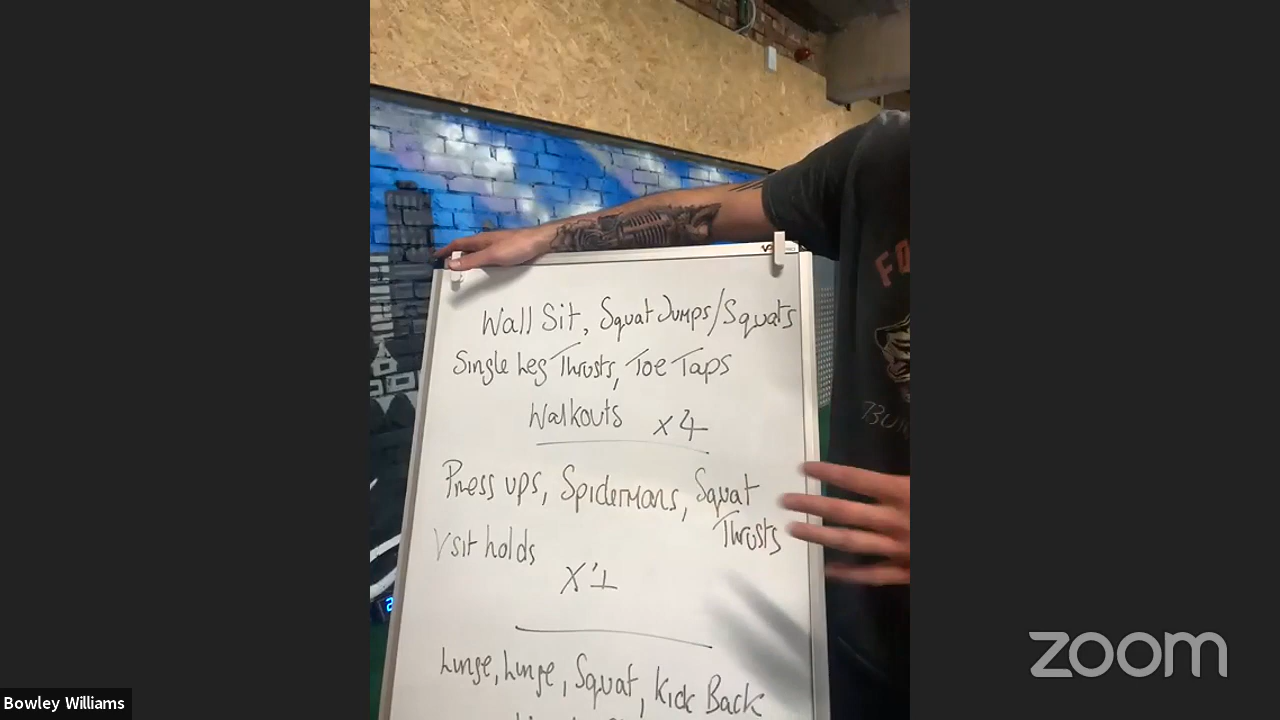 Wall Sit, Squat Jumps/Squats
Single Leg Thrusts, Toe Taps
Walkouts x4
Press ups, Spidermans, Squat
Thrusts
Vsit holds
X1
Lunge, Lunge, Squat, Kick Back
zoom
Bowley Williams